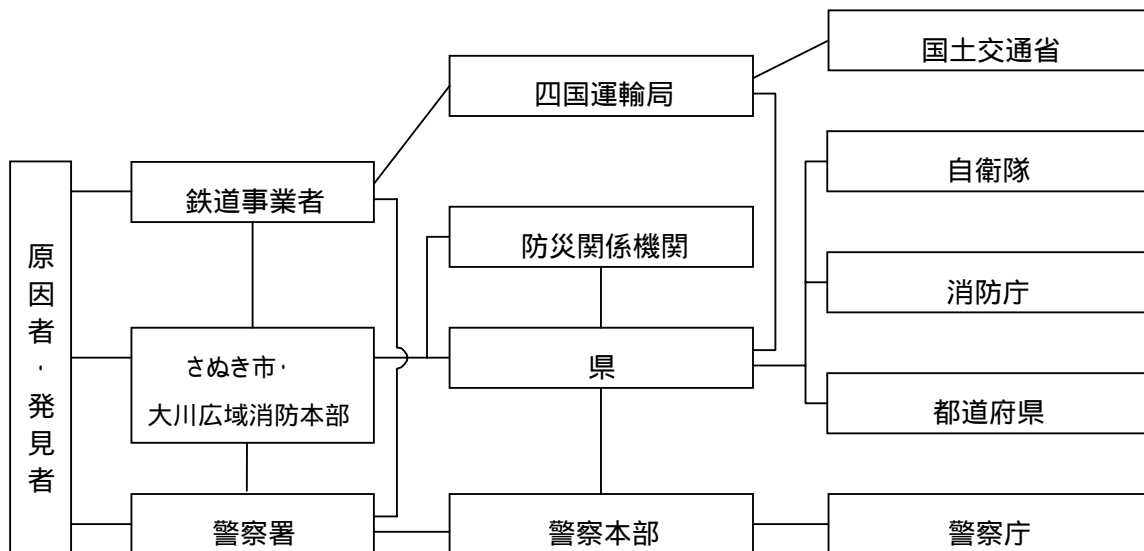 国土交通省
四国運輸局
自衛隊
鉄道事業者
防災関係機関
原因者・発見者
消防庁
さぬき市・
大川広域消防本部
県
都道府県
警察署
警察本部
警察庁